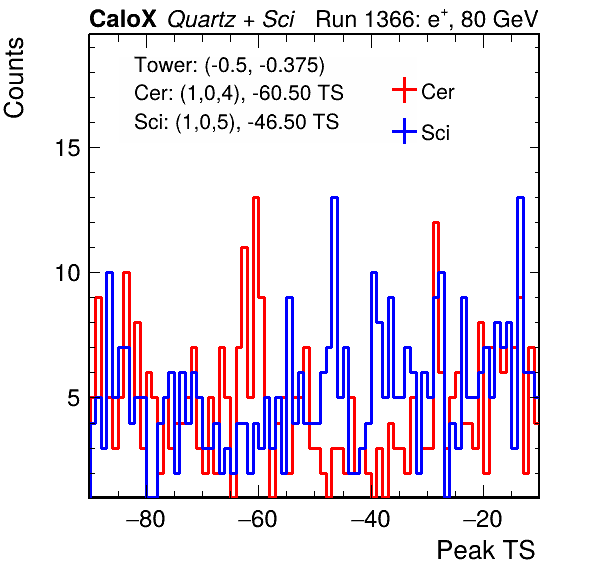 CaloX Quartz + Sci Run 1366: e+, 80 GeV
Counts
Tower: (-0.5, -0.375)
Cer: (1,0,4), -60.50 TS
Sci: (1,0,5), -46.50 TS
Cer
Sci
15
10
5
−80 −60 −40 −20
Peak TS